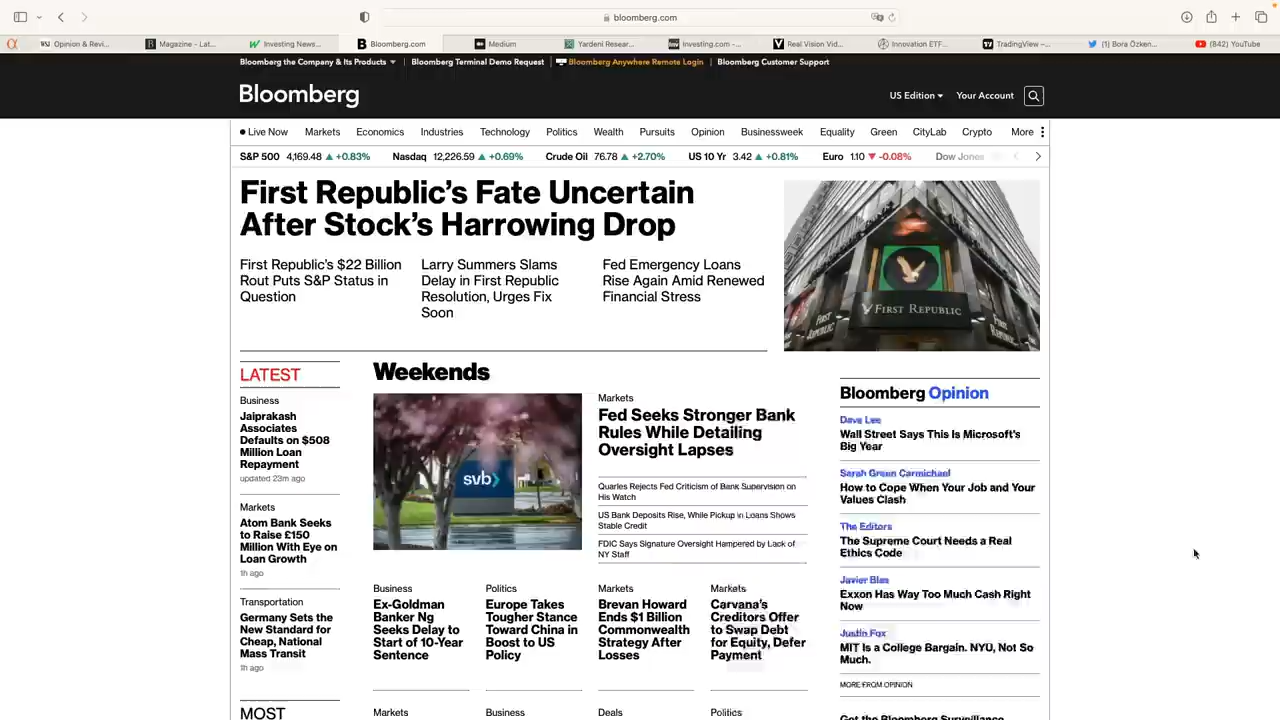 bloomberg.com
Opinion & Revi...
Magazine - Lat...
Investing News...
Bloomberg.com
Medium
Yardeni Resear...
Investing.com -...
Real Vision Vid...
Innovation ETF...
TradingView –...
(1) Bora Özken...
(842) YouTube
Bloomberg the Company & Its Products
Bloomberg Terminal Demo Request
Bloomberg Anywhere Remote Login
Bloomberg Customer Support
Bloomberg
US Edition
Your Account
Live Now Markets Economics Industries Technology Politics Wealth Pursuits Opinion Businessweek Equality Green CityLab Crypto More
S&P 500 4,169.48 ▲ +0.83% Nasdaq 12,226.59 ▲ +0.69% Crude Oil 76.78 ▲ +2.70% US 10 Yr 3.42 ▲ +0.81% Euro 1.10 ▼ -0.08% Dow Jones
First Republic's Fate Uncertain
After Stock's Harrowing Drop
First Republic's $22 Billion
Rout Puts S&P Status in
Question
Larry Summers Slams
Delay in First Republic
Resolution, Urges Fix
Soon
Fed Emergency Loans
Rise Again Amid Renewed
Financial Stress
FIRST REPUBLIC
LATEST
Business
Jaiprakash
Associates
Defaults on $508
Million Loan
Repayment
updated 23m ago
Markets
Atom Bank Seeks
to Raise £150
Million With Eye on
Loan Growth
1h ago
Transportation
Germany Sets the
New Standard for
Cheap, National
Mass Transit
1h ago
MOST
Weekends
svb
Markets
Fed Seeks Stronger Bank
Rules While Detailing
Oversight Lapses
Quarles Rejects Fed Criticism of Bank Supervision on
His Watch
US Bank Deposits Rise, While Pickup in Loans Shows
Stable Credit
FDIC Says Signature Oversight Hampered by Lack of
NY Staff
Business
Ex-Goldman
Banker Ng
Seeks Delay to
Start of 10-Year
Sentence
Politics
Europe Takes
Tougher Stance
Toward China in
Boost to US
Policy
Markets
Brevan Howard
Ends $1 Billion
Commonwealth
Strategy After
Losses
Markets
Carvana's
Creditors Offer
to Swap Debt
for Equity, Defer
Payment
Markets
Business
Deals
Politics
Bloomberg Opinion
Dave Lee
Wall Street Says This Is Microsoft's
Big Year
Sarah Green Carmichael
How to Cope When Your Job and Your
Values Clash
The Editors
The Supreme Court Needs a Real
Ethics Code
Javier Blas
Exxon Has Way Too Much Cash Right
Now
Justin Fox
MIT Is a College Bargain. NYU, Not So
Much.
MORE FROM OPINION
Get the Bloomberg Surveillance